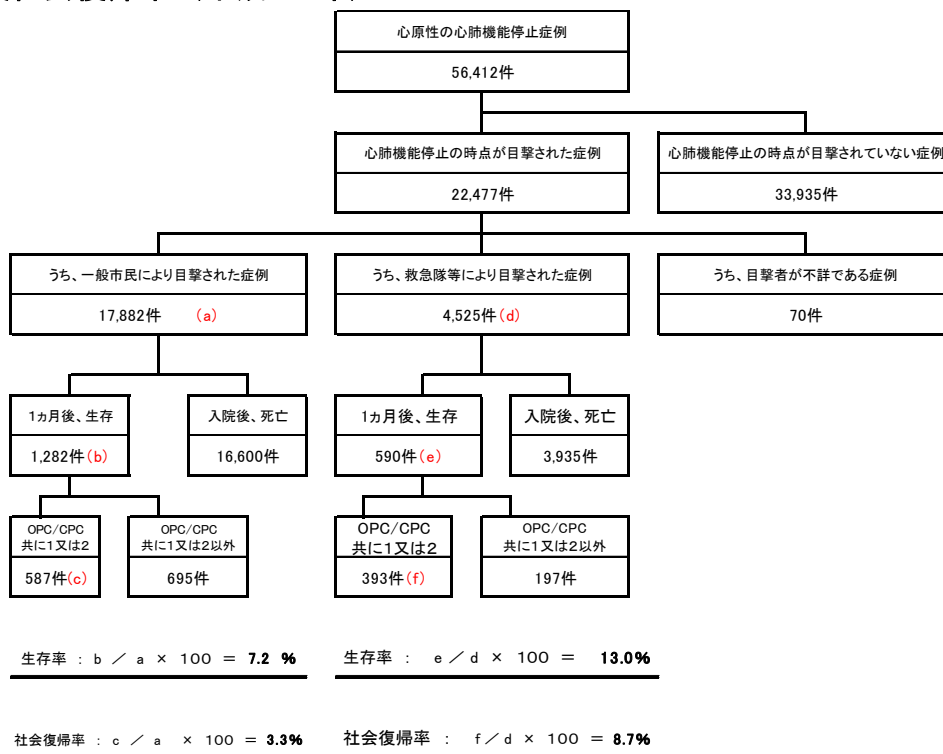 心原性の心肺機能停止症例
56,412件
心肺機能停止の時点が目撃された症例
22,477件
心肺機能停止の時点が目撃されていない症例
33,935件
うち、一般市民により目撃された症例
17,882件 (a)
うち、救急隊等により目撃された症例
4,525件(d)
うち、目撃者が不詳である症例
70件
1ヵ月後、生存
1,282件(b)
入院後、死亡
16,600件
1ヵ月後、生存
590件(e)
入院後、死亡
3,935件
OPC/CPC
共に1又は2
587件(c)
OPC/CPC
共に1又は2以外
695件
OPC/CPC
共に1又は2
393件(f)
OPC/CPC
共に1又は2以外
197件
生存率 : b / a × 100 = 7.2 %
生存率 : e/d × 100 = 13.0%
社会復帰率 : c / a × 100 = 3.3%
社会復帰率 : f/d × 100 = 8.7%